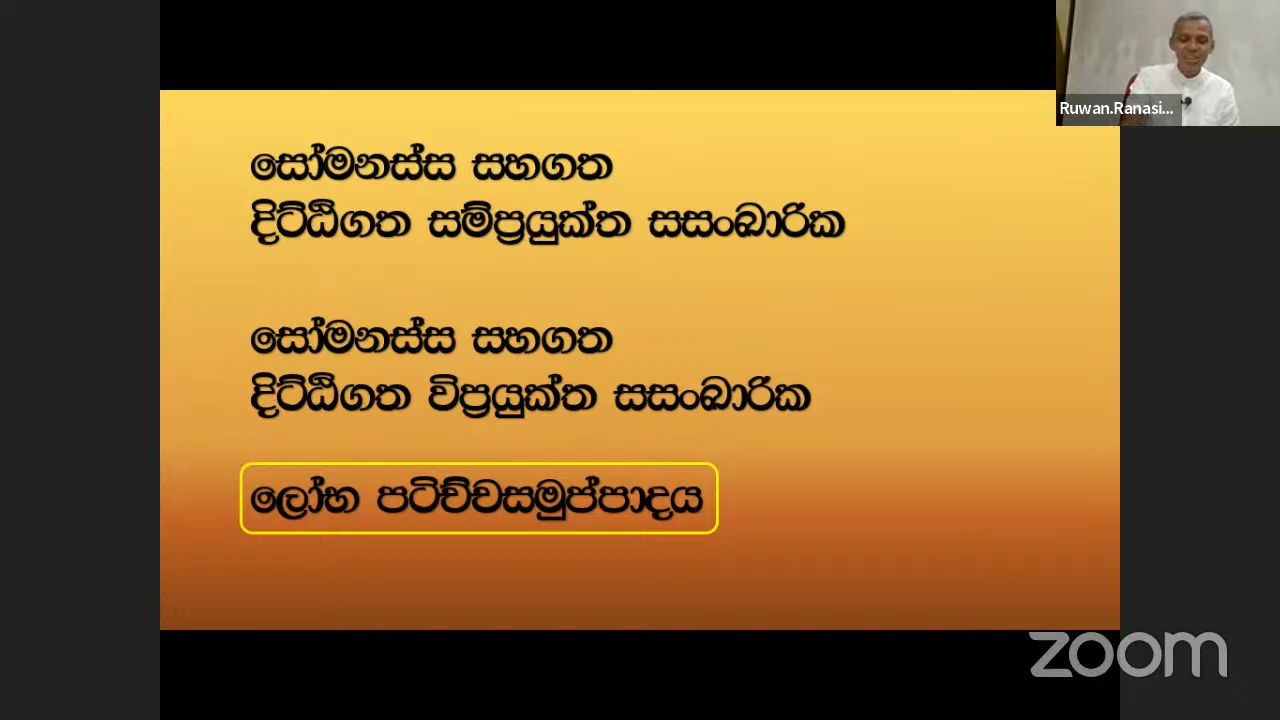 Ruwan.Ranasi...
සෝමනස්ස සහගත
දිට්ඨිගත සම්ප්‍රයුක්ත සසංඛාරික
සෝමනස්ස සහගත
දිට්ඨිගත විප්‍රයුක්ත සසංඛාරික
ලෝභ පටිච්චසමුප්පාදය
zoom